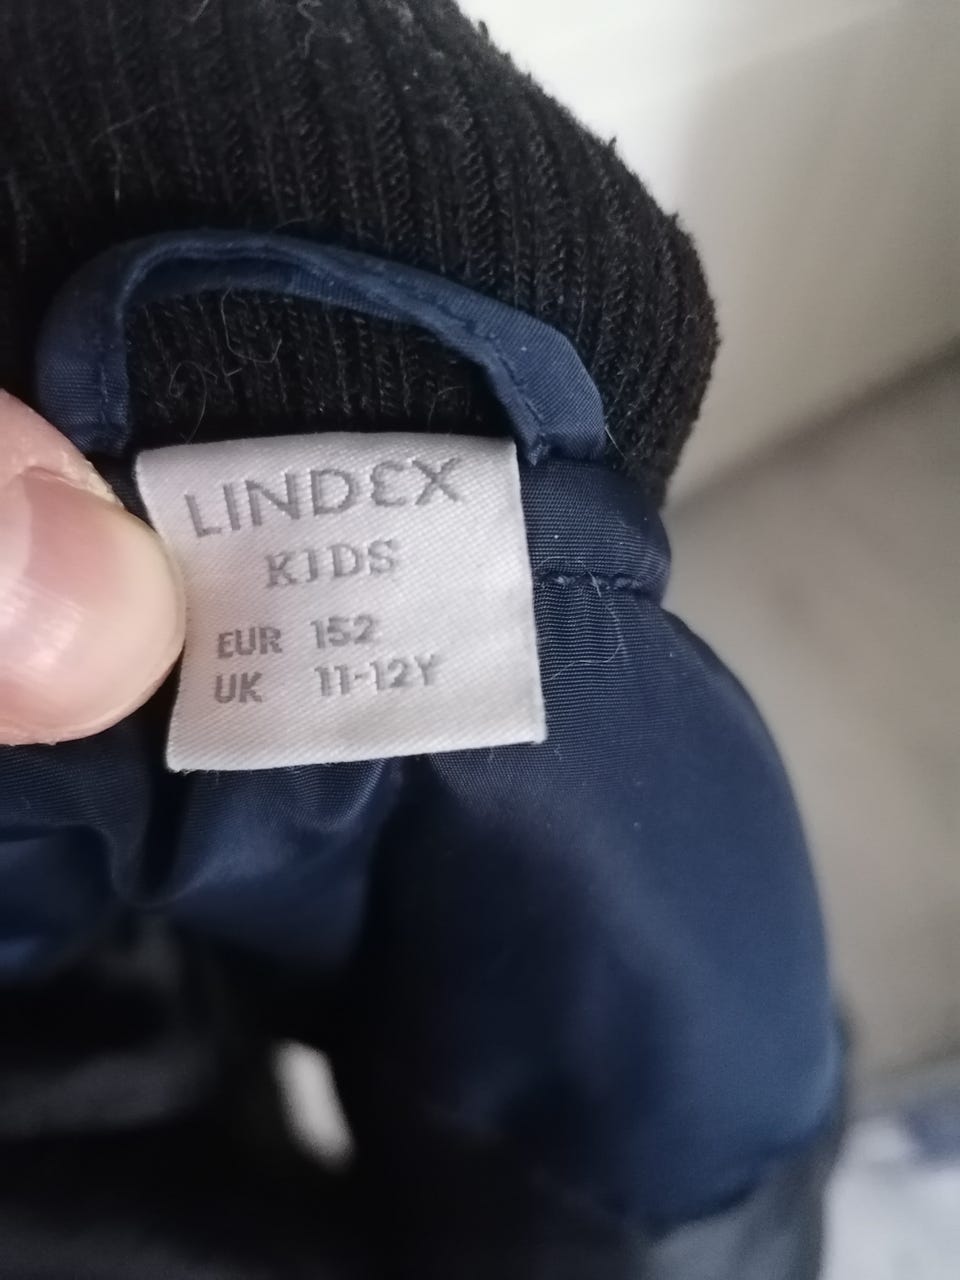 LINDEX
KIDS
EUR 152
UK 11-12Y